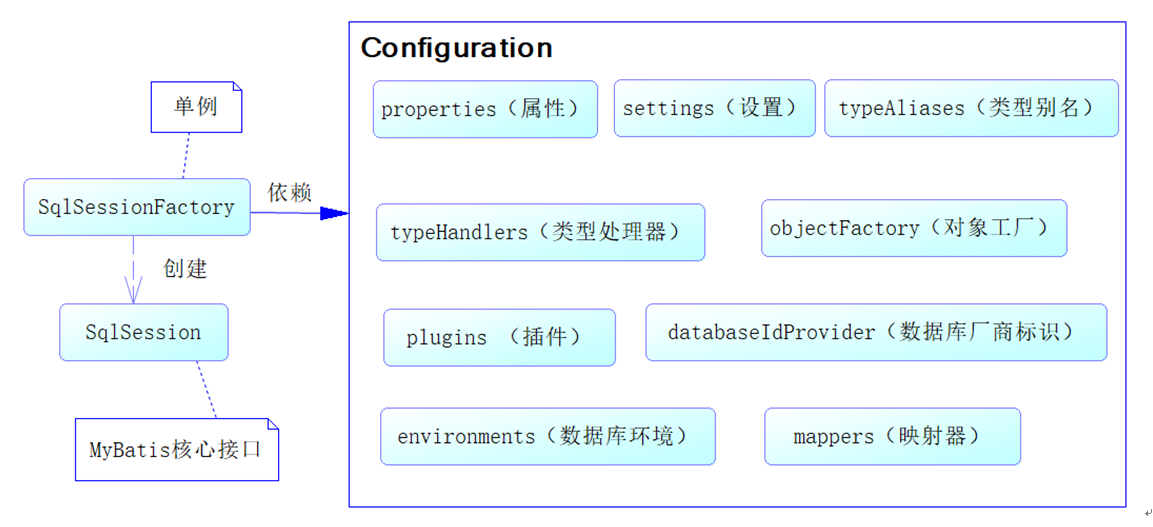 Configuration
单例
properties（属性）
settings（设置）
typeAliases（类型别名）
SqlSessionFactory
依赖
typeHandlers（类型处理器）
objectFactory（对象工厂）
创建
SqlSession
plugins （插件）
databaseIdProvider（数据库厂商标识）
MyBatis核心接口
environments（数据库环境）
mappers（映射器）